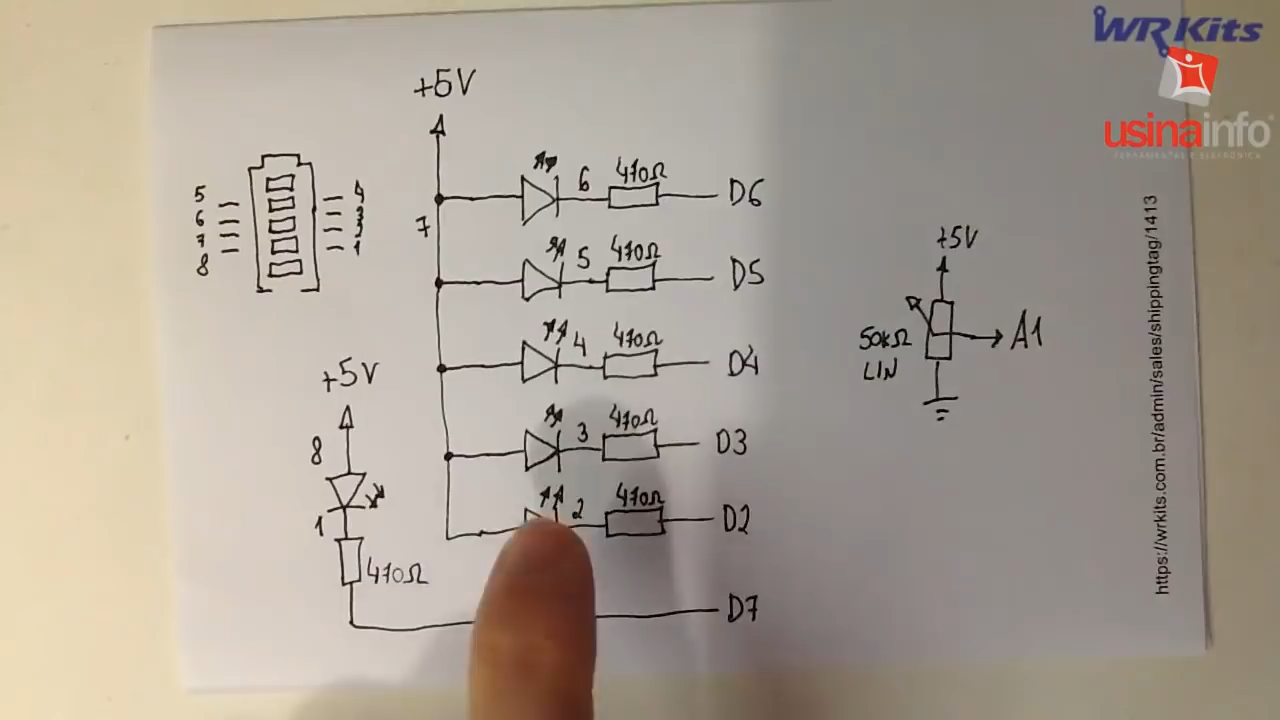 WRKits
usinainfo
FERRAMENTAS E ELETRÔNICA
+5V
5
6
7
8
4
3
2
1
7
6
470Ω
D6
5
470Ω
D5
4
470Ω
D4
3
470Ω
D3
2
470Ω
D2
+5V
8
1
470Ω
D7
+5V
50kΩ
LIN
A1
https://wrkits.com.br/admin/sales/shippingtag/1413